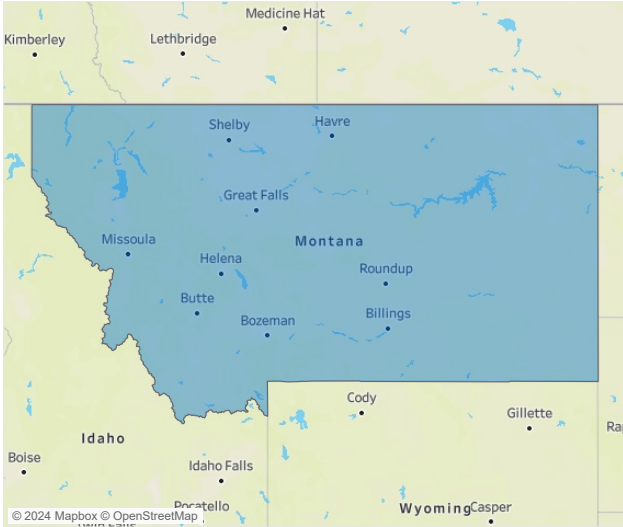 Medicine Hat
Kimberley
Lethbridge
Shelby
Havre
Great Falls
Missoula
Montana
Helena
Roundup
Butte
Billings
Bozeman
Cody
Gillette
Idaho
Boise
Idaho Falls
Pocatello
Wyoming
Casper
© 2024 Mapbox © OpenStreetMap